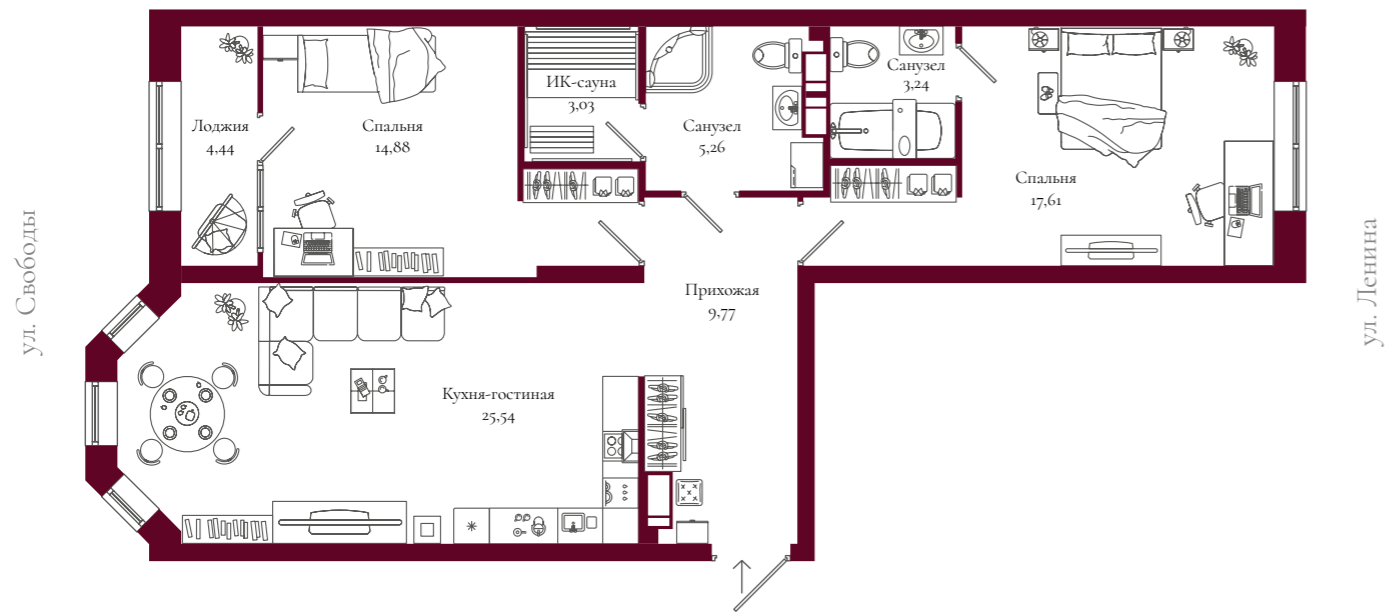 Лоджия
4,44
Спальня
14,88
ИК-сауна
3,03
Санузел
5,26
Санузел
3,24
Спальня
17,61
ул. Свободы
ул. Ленина
Прихожая
9,77
Кухня-гостиная
25,54